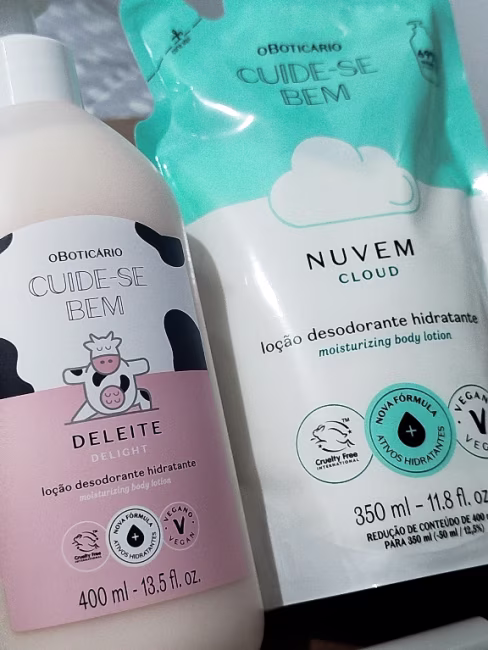 oBOTICÁRIO
CUIDE-SE
BEM
DELEITE
DELIGHT
loção desodorante hidratante
moisturizing body lotion
Cruelty Free
NOVA FÓRMULA
ATIVOS HIDRATANTES
VEGANO
V
VEGAN
400 ml - 13.5 fl. oz.
oBOTICÁRIO
CUIDE-SE
BEM
NUVEM
CLOUD
loção desodorante hidratante
moisturizing body lotion
TM
Cruelty Free
INTERNATIONAL
NOVA FÓRMULA
ATIVOS HIDRATANTES
350 ml - 11.8 fl. oz
REDUÇÃO DE CONTEÚDO DE 400
PARA 350 ml (-50 ml / 12,5%)